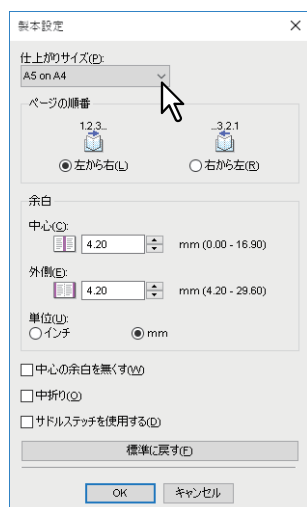 製本設定
仕上がりサイズ(P):
A5 on A4
ページの順番
1.2.3... ...3.2.1
左から右(L) 右から左(R)
余白
中心(C):
4.20 mm (0.00 - 16.90)
外側(E):
4.20 mm (4.20 - 29.60)
単位(U):
インチ mm
中心の余白を無くす(W)
中折り(O)
サドルステッチを使用する(D)
標準に戻す(F)
OK キャンセル